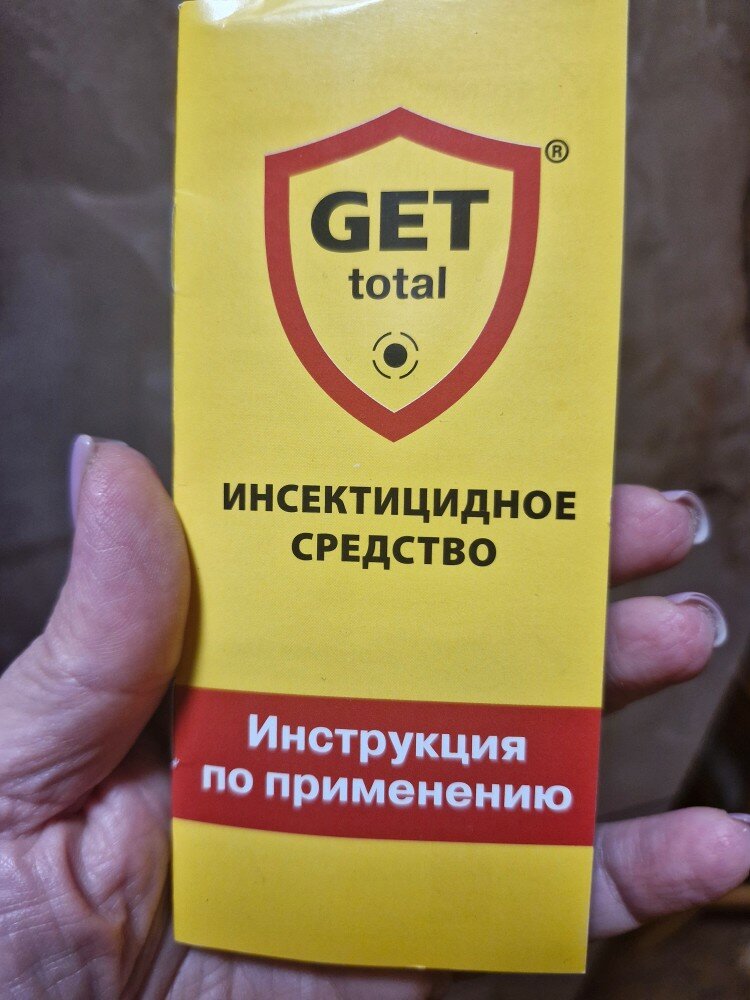 ®
GET
total
ИНСЕКТИЦИДНОЕ
СРЕДСТВО
Инструкция
по применению